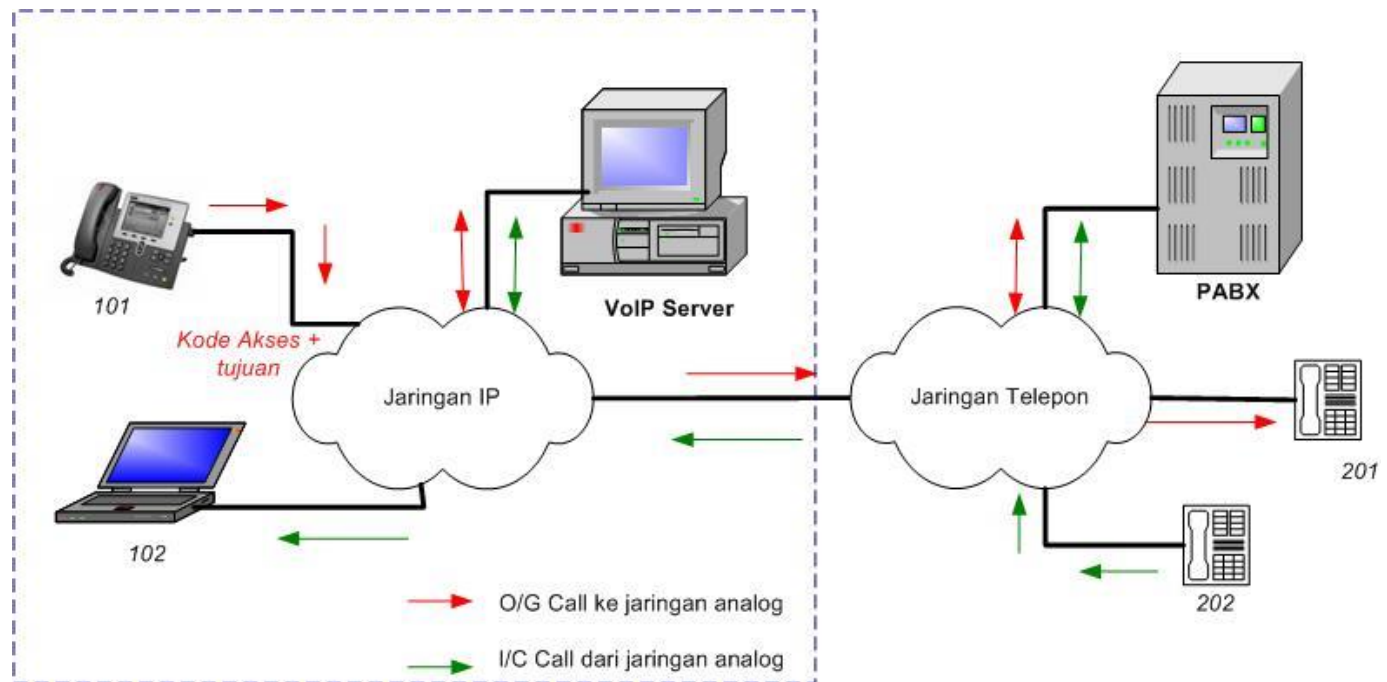 VoIP Server
PABX
101
Kode Akses +
tujuan
Jaringan IP
Jaringan Telepon
201
102
202
O/G Call ke jaringan analog
I/C Call dari jaringan analog